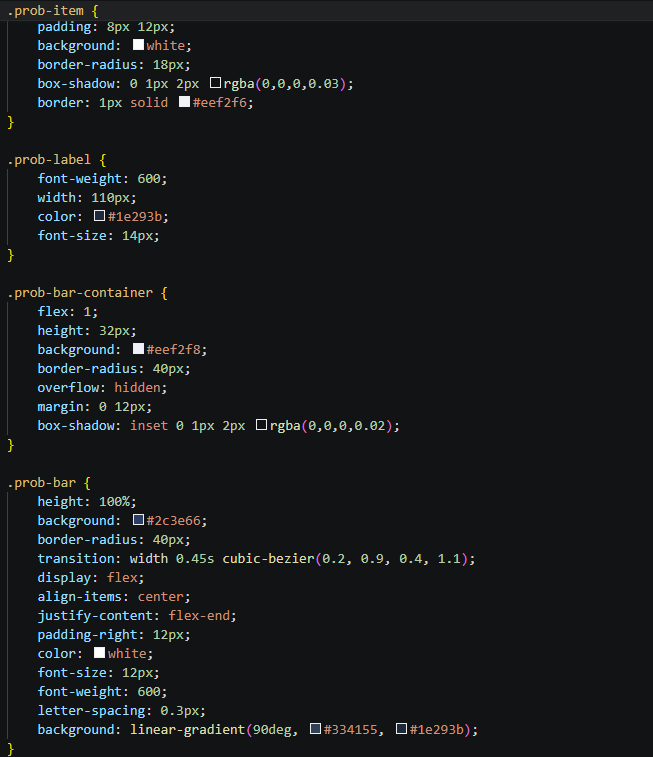 .prob-item {
padding: 8px 12px;
background: white;
border-radius: 18px;
box-shadow: 0 1px 2px rgba(0,0,0,0.03);
border: 1px solid #eef2f6;
}
.prob-label {
font-weight: 600;
width: 110px;
color: #1e293b;
font-size: 14px;
}
.prob-bar-container {
flex: 1;
height: 32px;
background: #eef2f8;
border-radius: 40px;
overflow: hidden;
margin: 0 12px;
box-shadow: inset 0 1px 2px rgba(0,0,0,0.02);
}
.prob-bar {
height: 100%;
background: #2c3e66;
border-radius: 40px;
transition: width 0.45s cubic-bezier(0.2, 0.9, 0.4, 1.1);
display: flex;
align-items: center;
justify-content: flex-end;
padding-right: 12px;
color: white;
font-size: 12px;
font-weight: 600;
letter-spacing: 0.3px;
background: linear-gradient(90deg, #334155, #1e293b);
}